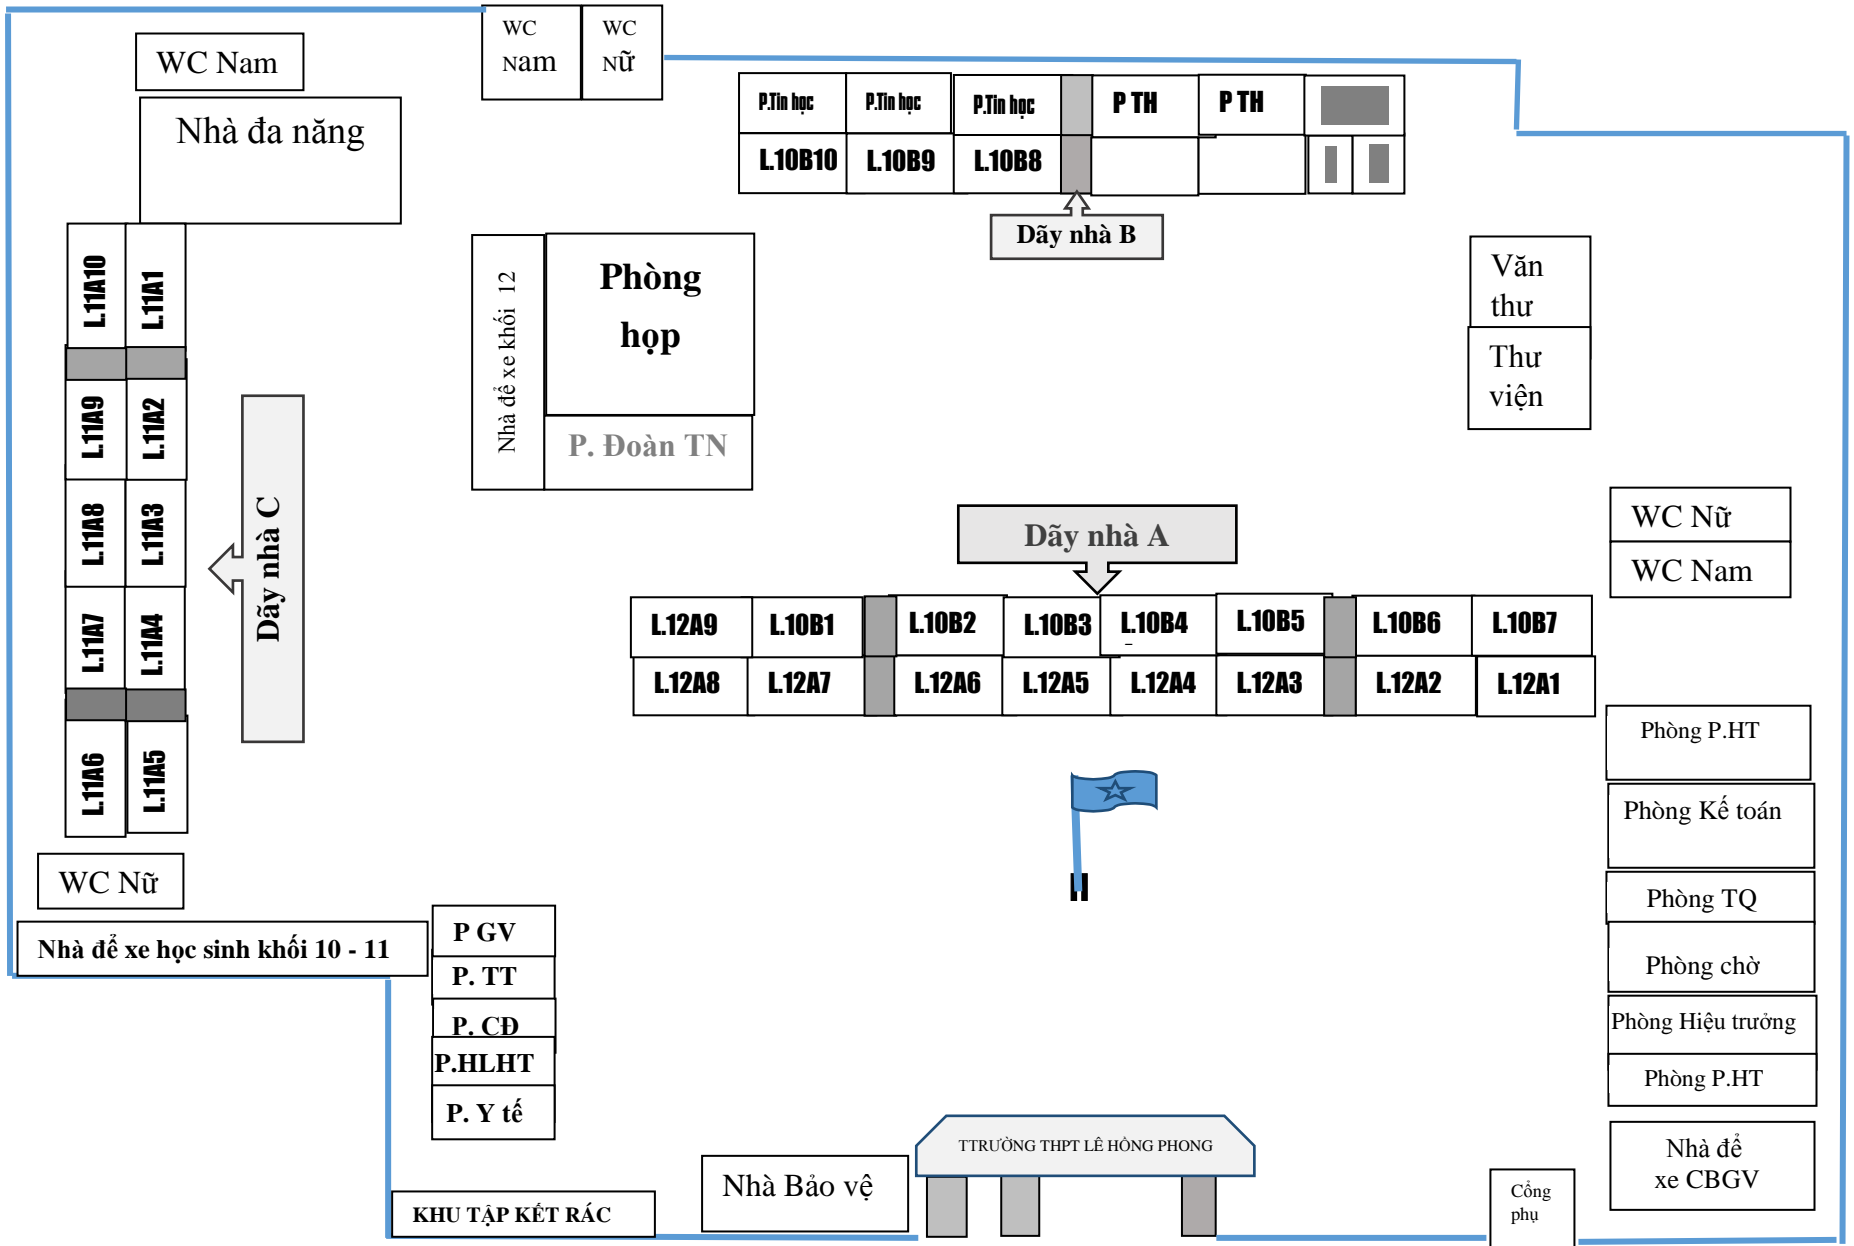 WC Nam
WC
Nam
WC
Nữ
Nhà đa năng
P.Tin học
P.Tin học
P.Tin học
P TH
P TH
L.10B10
L.10B9
L.10B8
Dãy nhà B
L.11A10
L.11A1
L.11A9
L.11A2
L.11A8
L.11A3
L.11A7
L.11A4
L.11A6
L.11A5
Dãy nhà C
Nhà để xe khối 12
Phòng
họp
P. Đoàn TN
Văn
thư
Thư
viện
WC Nữ
WC Nam
Dãy nhà A
L.12A9
L.10B1
L.10B2
L.10B3
L.10B4
L.10B5
L.10B6
L.10B7
L.12A8
L.12A7
L.12A6
L.12A5
L.12A4
L.12A3
L.12A2
L.12A1
Phòng P.HT
Phòng Kế toán
Phòng TQ
Phòng chờ
Phòng Hiệu trưởng
Phòng P.HT
Nhà để
xe CBGV
WC Nữ
Nhà để xe học sinh khối 10 - 11
P GV
P. TT
P. CĐ
P.HLHT
P. Y tế
KHU TẬP KẾT RÁC
Nhà Bảo vệ
TTRƯỜNG THPT LÊ HỒNG PHONG
Cổng
phụ